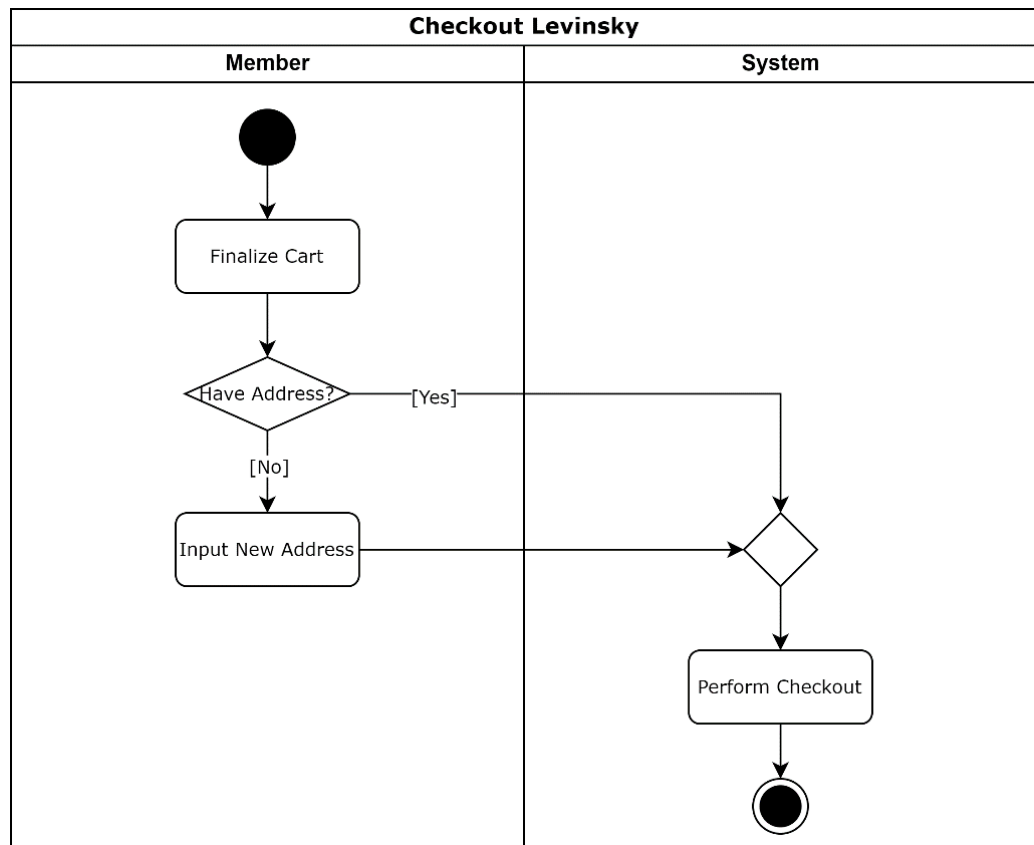 Checkout Levinsky
Member
System
Finalize Cart
Have Address?
[Yes]
[No]
Input New Address
Perform Checkout